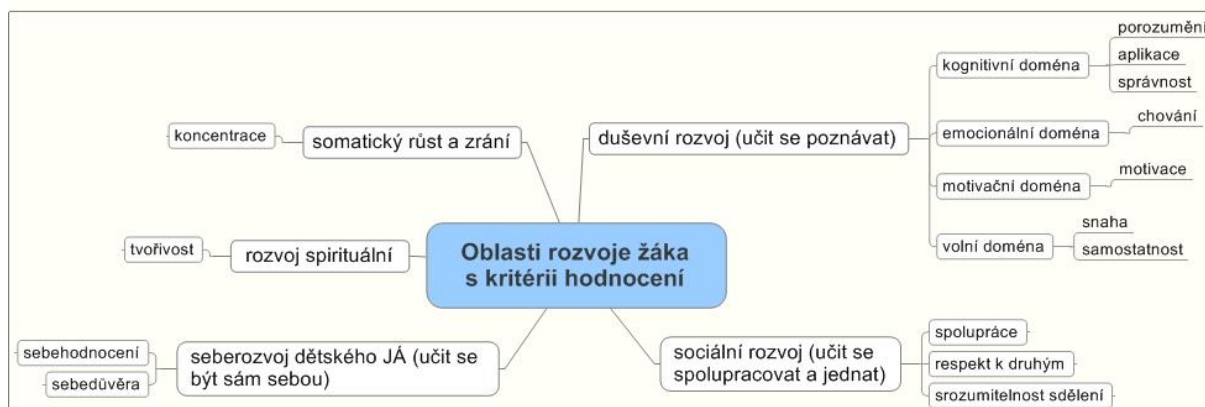 Oblasti rozvoje žáka
s kritérii hodnocení
duševní rozvoj (učit se poznávat)
kognitivní doména
porozumění
aplikace
správnost
emocionální doména
chování
motivační doména
motivace
volní doména
snaha
samostatnost
sociální rozvoj (učit se
spolupracovat a jednat)
spolupráce
respekt k druhým
srozumitelnost sdělení
somatický růst a zrání
koncentrace
rozvoj spirituální
tvořivost
seberozvoj dětského JÁ (učit se
být sám sebou)
sebehodnocení
sebedüvěra